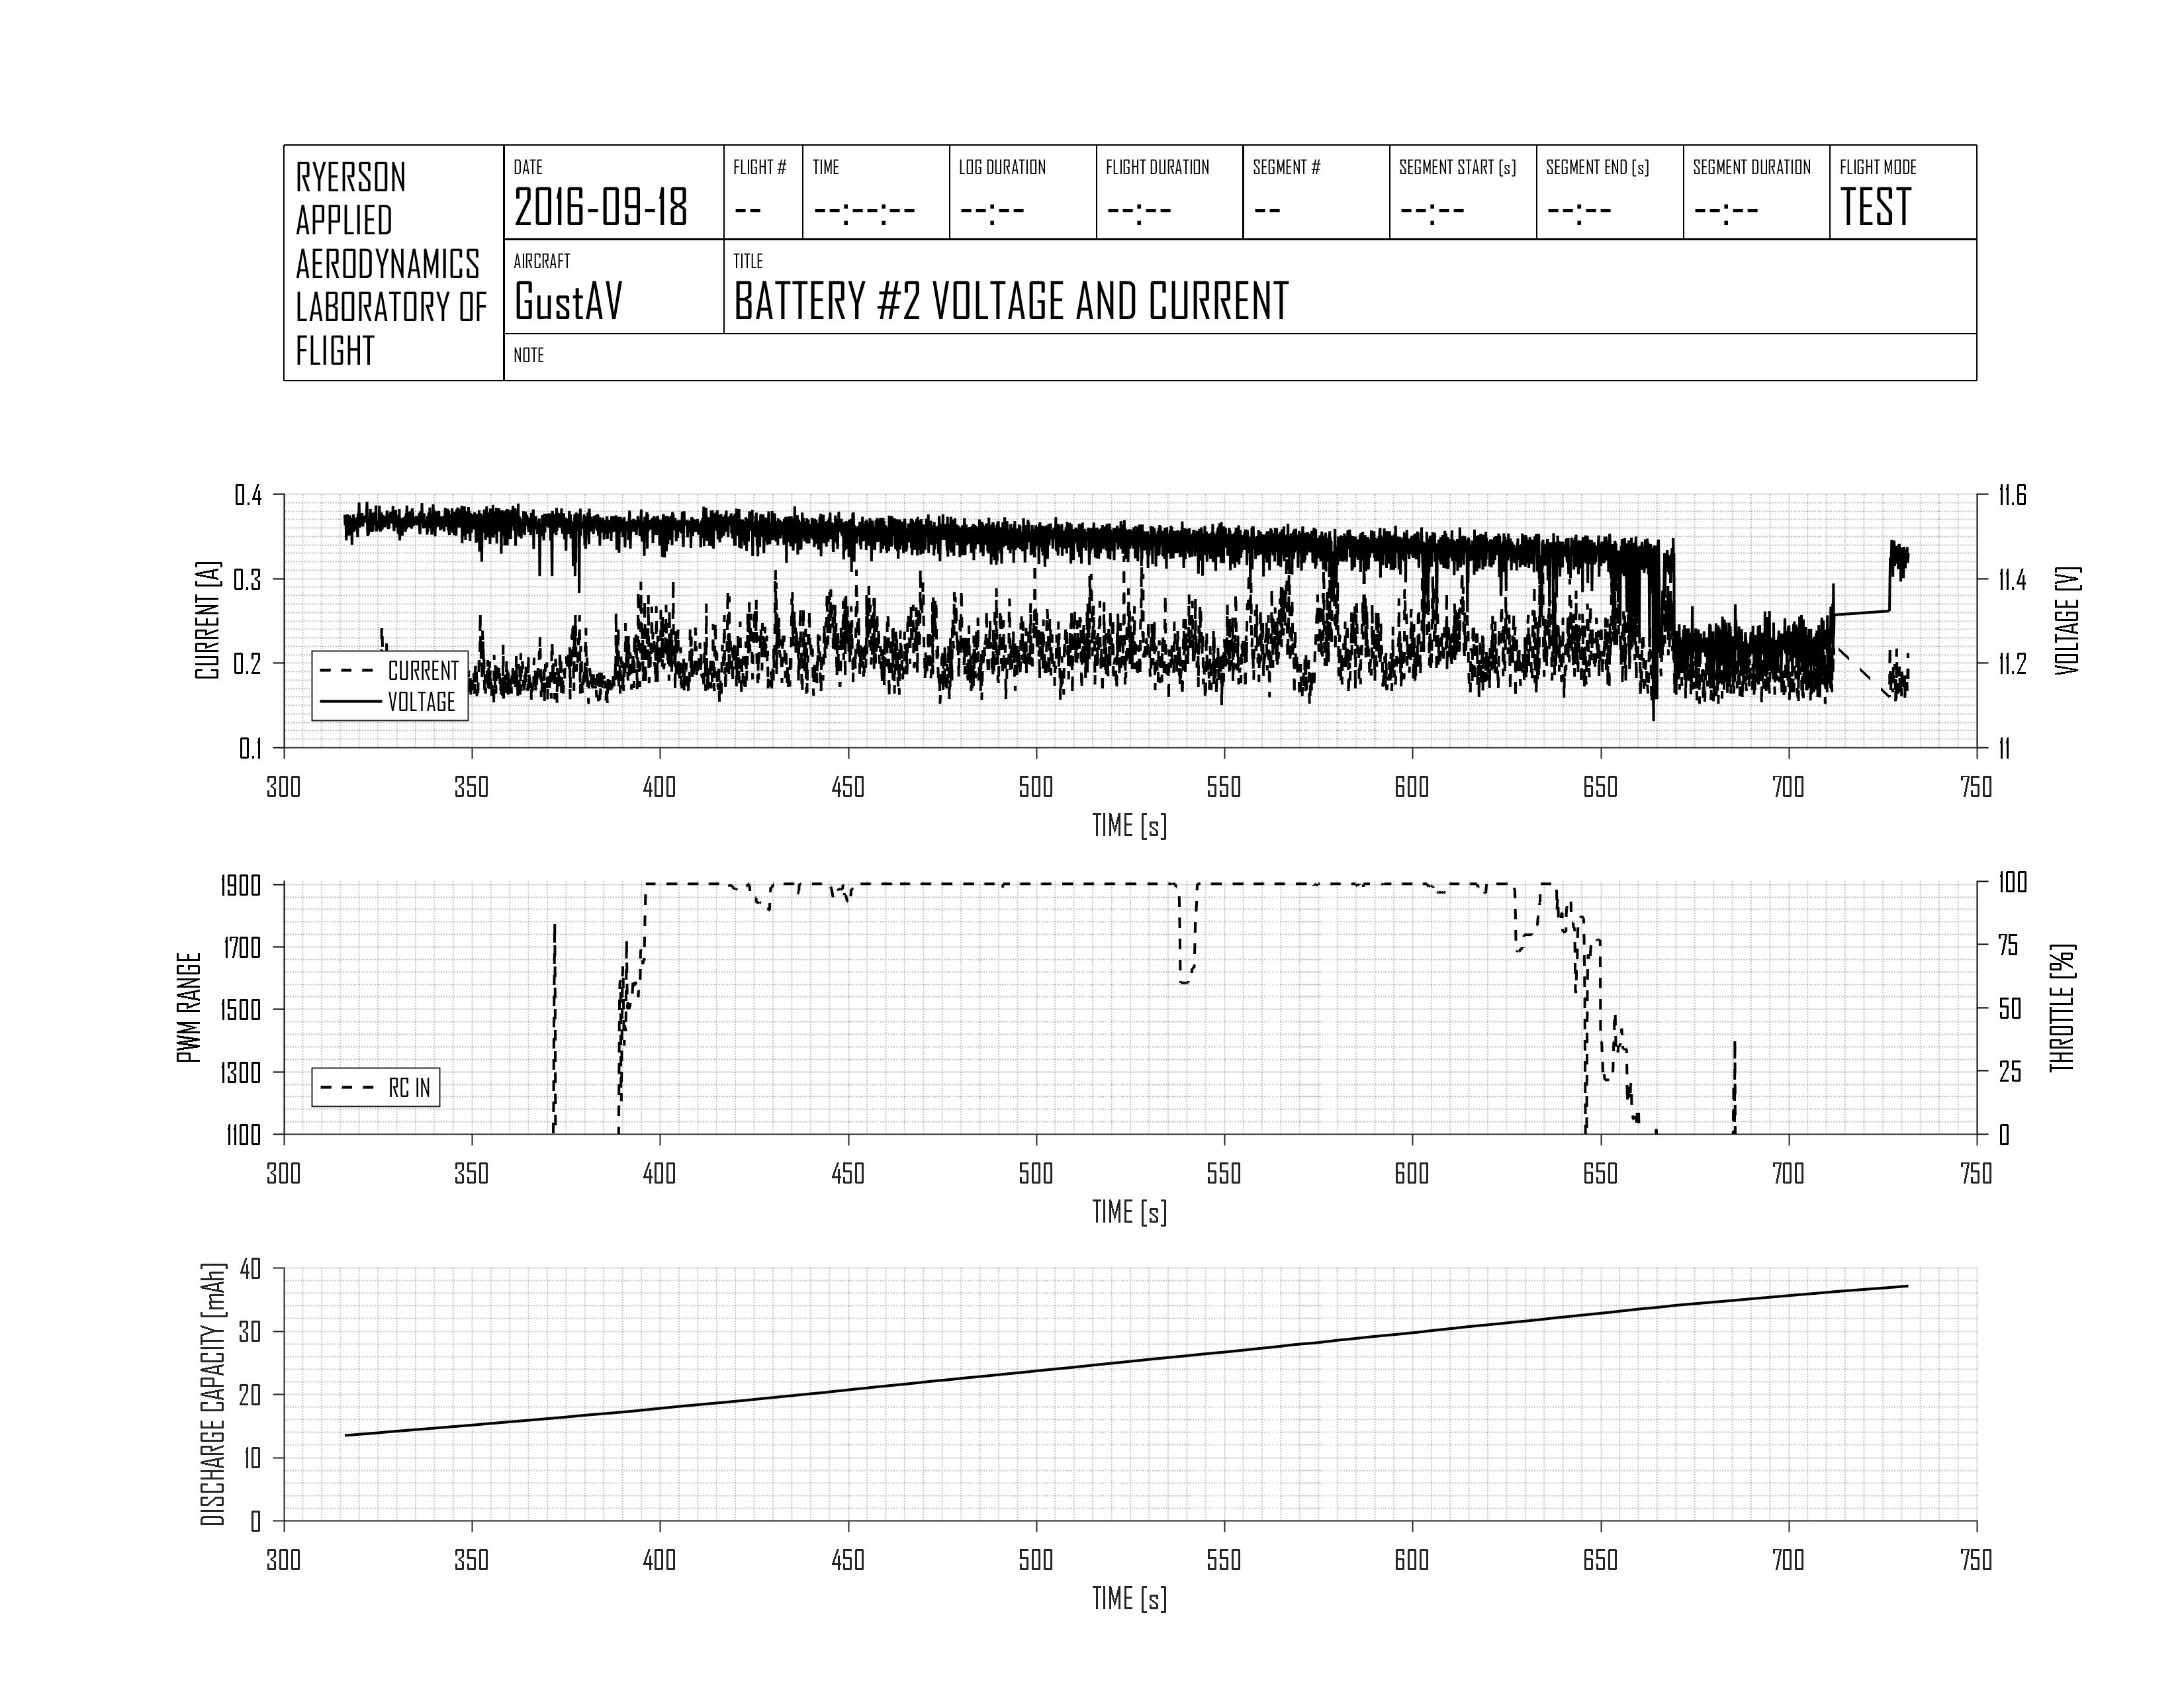 RYERSON
APPLIED
AERODYNAMICS
LABORATORY OF
FLIGHT
DATE
2016-09-18
FLIGHT #
--
TIME
--:--:--
LOG DURATION
--:--
FLIGHT DURATION
--:--
SEGMENT #
--
SEGMENT START [s]
--:--
SEGMENT END [s]
--:--
SEGMENT DURATION
--:--
FLIGHT MODE
TEST
AIRCRAFT
GustAV
TITLE
BATTERY #2 VOLTAGE AND CURRENT
NOTE
CURRENT [A]
0.4
0.3
0.2
0.1
CURRENT
VOLTAGE
11.6
11.4
11.2
11
VOLTAGE [V]
300 350 400 450 500 550 600 650 700 750
TIME [s]
PWM RANGE
1900
1700
1500
1300
1100
RC IN
100
75
50
25
0
THROTTLE [%]
300 350 400 450 500 550 600 650 700 750
TIME [s]
DISCHARGE CAPACITY [mAh]
40
30
20
10
0
300 350 400 450 500 550 600 650 700 750
TIME [s]